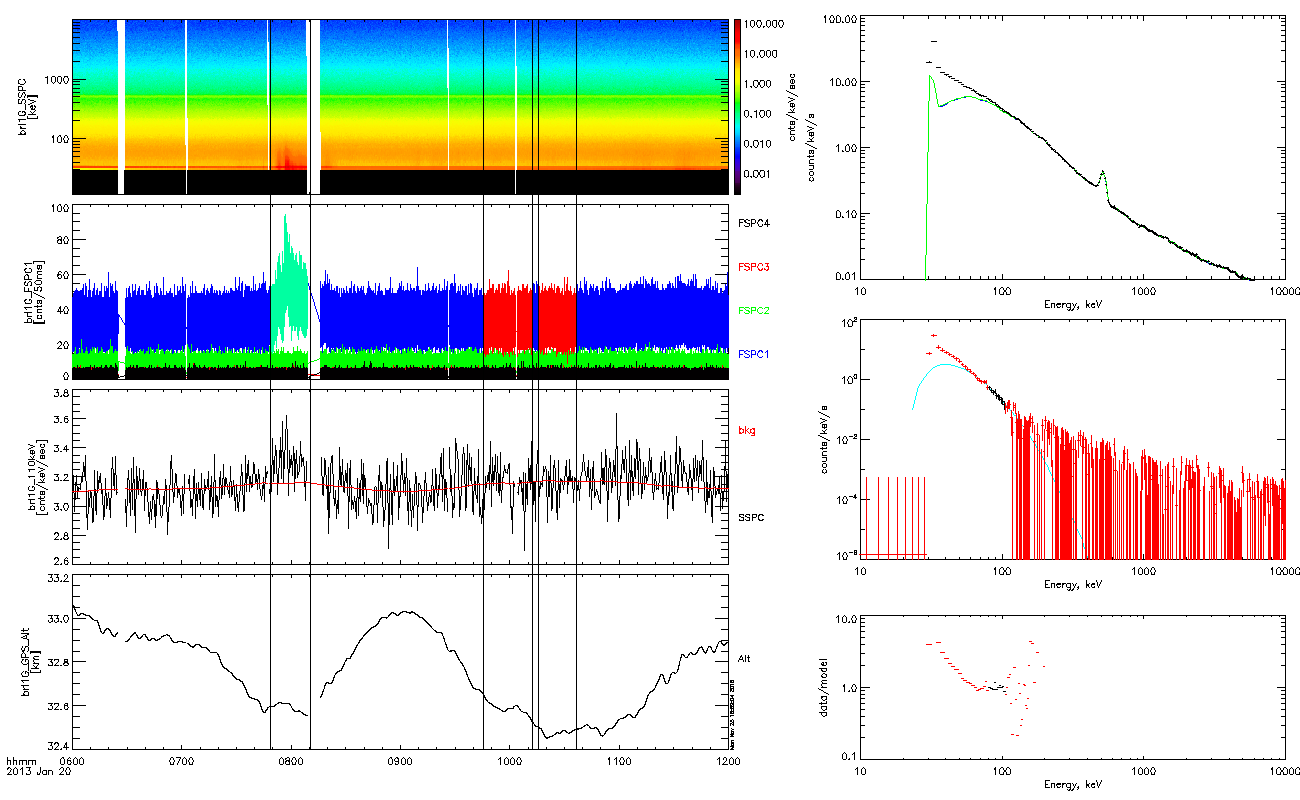 brl1G_SSPC
[keV]
1000
100
100.000
10.000
1.000
0.100
0.010
0.001
cnts/keV/sec
brl1G_FSPC1
[cnts/50ms]
100
80
60
40
20
0
FSPC4
FSPC3
FSPC2
FSPC1
brl1G_110keV
[cnts/keV/sec]
3.8
3.6
3.4
3.2
3.0
2.8
2.6
bkg
SSPC
brl1G_GPS_Alt
[km]
33.2
33.0
32.8
32.6
32.4
Alt
hhmm
2013 Jan 20
0600
0700
0800
0900
1000
1100
1200
counts/keV/s
100.00
10.00
1.00
0.10
0.01
10
100
1000
10000
Energy, keV
counts/keV/s
10²
10⁰
10⁻²
10⁻⁴
10
100
1000
10000
Energy, keV
data/model
10.0
1.0
0.1
10
100
1000
10000
Energy, keV